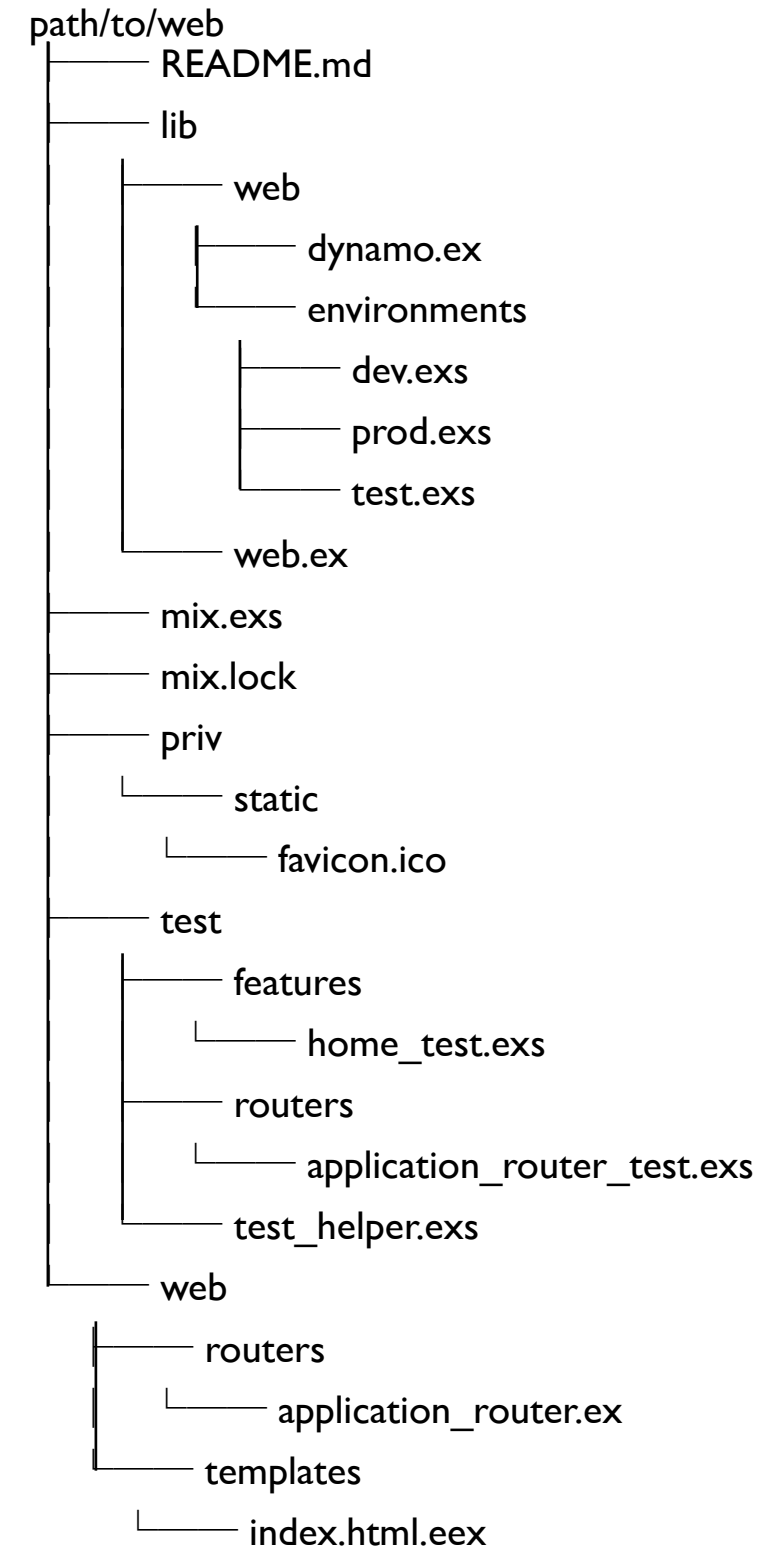 path/to/web
README.md
lib
web
dynamo.ex
environments
dev.exs
prod.exs
test.exs
web.ex
mix.exs
mix.lock
priv
static
favicon.ico
test
features
home_test.exs
routers
application_router_test.exs
test_helper.exs
web
routers
application_router.ex
templates
index.html.eex